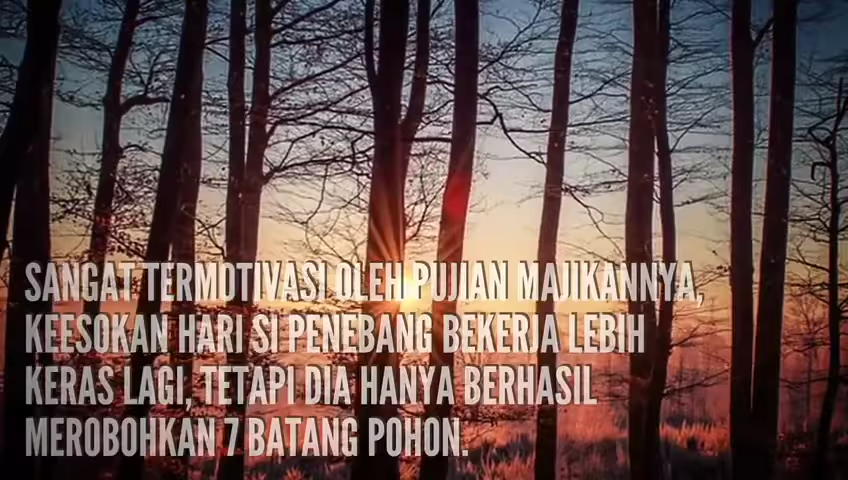 SANGAT TERMOTIVASI OLEH PUJIAN MAJIKANNYA,
KEESOKAN HARI SI PENEBANG BEKERJA LEBIH
KERAS LAGI, TETAPI DIA HANYA BERHASIL
MEROBOHKAN 7 BATANG POHON.